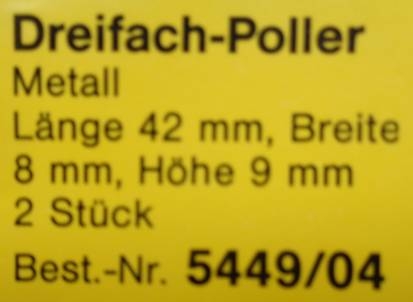 Dreifach-Poller
Metall
Länge 42 mm, Breite
8 mm, Höhe 9 mm
2 Stück
Best.-Nr. 5449/04